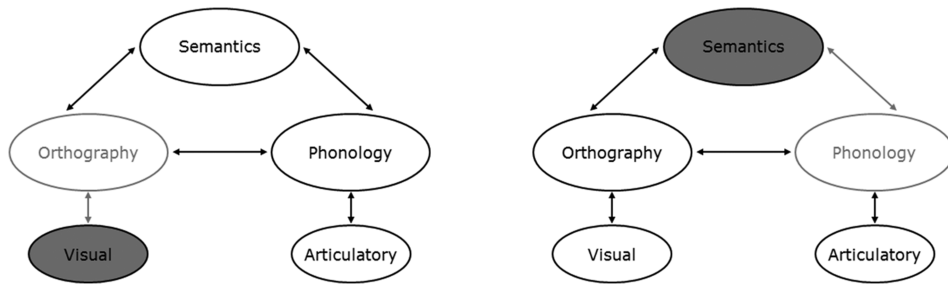 Semantics
Orthography
Phonology
Visual
Articulatory
Semantics
Orthography
Phonology
Visual
Articulatory